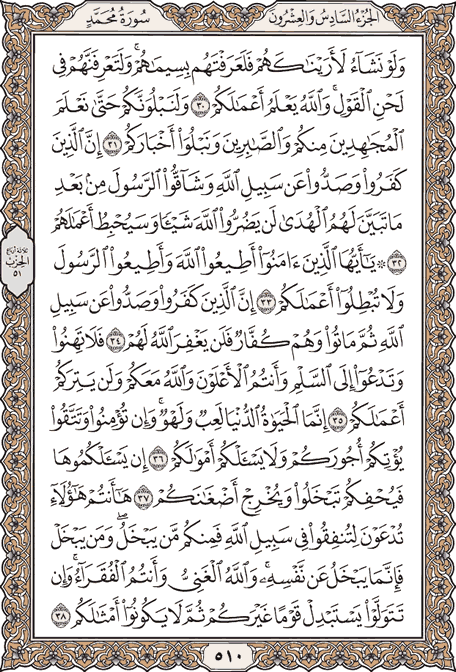 الجزء السادس والعشرون
سورة محمد
وَلَوْ نَشَآءُ لَأَرَيْنَٰكَهُمْ فَلَعَرَفْتَهُم بِسِيمَٰهُمْ ۚ وَلَتَعْرِفَنَّهُمْ فِى
لَحْنِ ٱلْقَوْلِ ۚ وَٱللَّهُ يَعْلَمُ أَعْمَٰلَكُمْ ٣٠ وَلَنَبْلُوَنَّكُمْ حَتَّىٰ نَعْلَمَ
ٱلْمُجَٰهِدِينَ مِنكُمْ وَٱلصَّٰبِرِينَ وَنَبْلُوَا۟ أَخْبَارَكُمْ ٣١ إِنَّ ٱلَّذِينَ
كَفَرُوا۟ وَصَدُّوا۟ عَن سَبِيلِ ٱللَّهِ وَشَآقُّوا۟ ٱلرَّسُولَ مِنۢ بَعْدِ
مَا تَبَيَّنَ لَهُمُ ٱلْهُدَىٰ لَن يَضُرُّوا۟ ٱللَّهَ شَيْـًٔا وَسَيُحْبِطُ أَعْمَٰلَهُمْ
٣٢ ۞ يَٰٓأَيُّهَا ٱلَّذِينَ ءَامَنُوٓا۟ أَطِيعُوا۟ ٱللَّهَ وَأَطِيعُوا۟ ٱلرَّسُولَ
وَلَا تُبْطِلُوٓا۟ أَعْمَٰلَكُمْ ٣٣ إِنَّ ٱلَّذِينَ كَفَرُوا۟ وَصَدُّوا۟ عَن سَبِيلِ
ٱللَّهِ ثُمَّ مَاتُوا۟ وَهُمْ كُفَّارٌ فَلَن يَغْفِرَ ٱللَّهُ لَهُمْ ٣٤ فَلَا تَهِنُوا۟
وَتَدْعُوٓا۟ إِلَى ٱلسَّلْمِ وَأَنتُمُ ٱلْأَعْلَوْنَ وَٱللَّهُ مَعَكُمْ وَلَن يَتِرَكُمْ
أَعْمَٰلَكُمْ ٣٥ إِنَّمَا ٱلْحَيَوٰةُ ٱلدُّنْيَا لَعِبٌ وَلَهْوٌ ۚ وَإِن تُؤْمِنُوا۟ وَتَتَّقُوا۟
يُؤْتِكُمْ أُجُورَكُمْ وَلَا يَسْـَٔلْكُمْ أَمْوَٰلَكُمْ ٣٦ إِن يَسْـَٔلْكُمُوهَا
فَيُحْفِكُمْ تَبْخَلُوا۟ وَيُخْرِجْ أَضْغَٰنَكُمْ ٣٧ هَٰٓأَنتُمْ هَٰٓؤُلَآءِ
تُدْعَوْنَ لِتُنفِقُوا۟ فِى سَبِيلِ ٱللَّهِ فَمِنكُم مَّن يَبْخَلُ ۖ وَمَن يَبْخَلْ
فَإِنَّمَا يَبْخَلُ عَن نَّفْسِهِۦ ۚ وَٱللَّهُ ٱلْغَنِىُّ وَأَنتُمُ ٱلْفُقَرَآءُ ۚ وَإِن
تَتَوَلَّوْا۟ يَسْتَبْدِلْ قَوْمًا غَيْرَكُمْ ثُمَّ لَا يَكُونُوٓا۟ أَمْثَٰلَكُم ٣٨
ثلاثة أرباع
الحزب
٥١
٥١٠